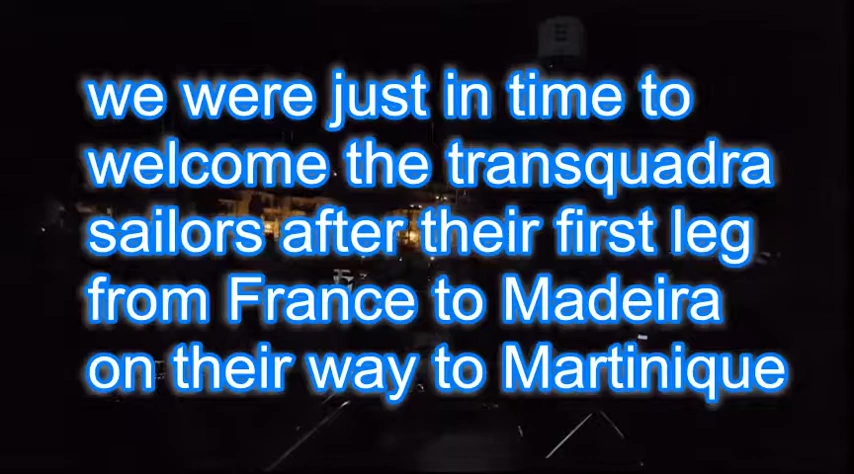 we were just in time to
welcome the transquadra
sailors after their first leg
from France to Madeira
on their way to Martinique